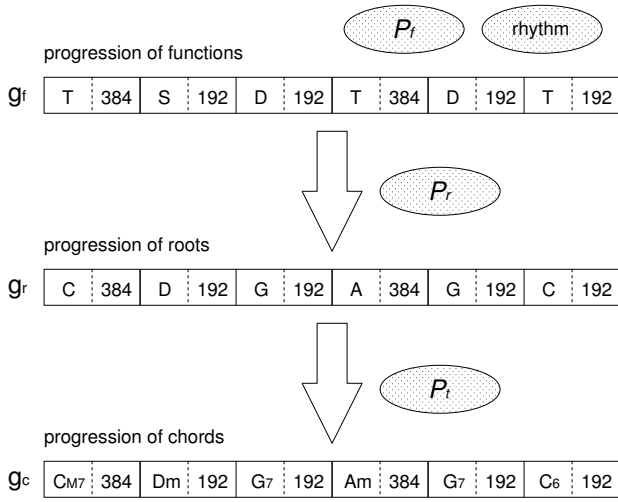 Pf rhythm
progression of functions
gf T 384 S 192 D 192 T 384 D 192 T 192
Pr
progression of roots
gr C 384 D 192 G 192 A 384 G 192 C 192
Pt
progression of chords
gc CM7 384 Dm 192 G7 192 Am 384 G7 192 C6 192